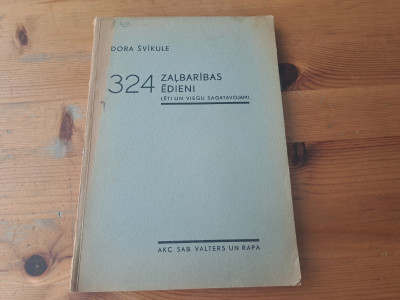 DORA ŠVĪKULE
324 ZAĻBARĪBAS
ĒDIENI
LĒTI UN VIEGLI SAGATAVOJAMI
AKC. SAB. VALTERS UN RAPA